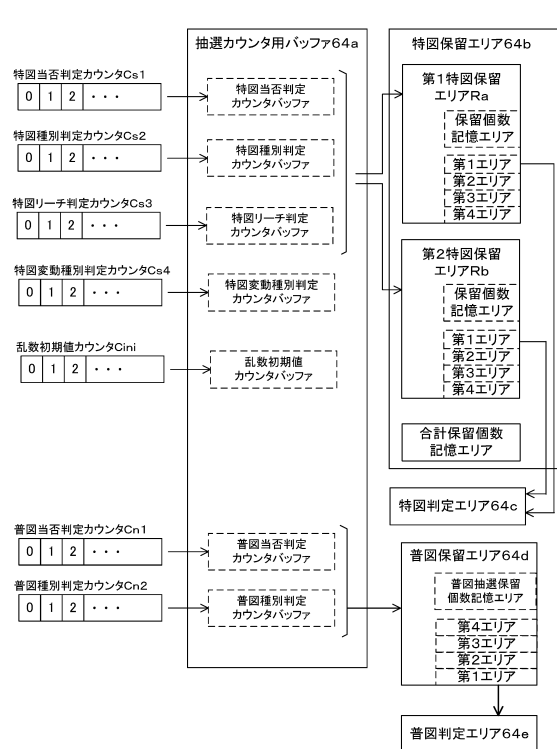 抽選カウンタ用バッファ64a
特図当否判定カウンタCs1
0 1 2 ・・・
特図当否判定
カウンタバッファ
特図種別判定カウンタCs2
0 1 2 ・・・
特図種別判定
カウンタバッファ
特図リーチ判定カウンタCs3
0 1 2 ・・・
特図リーチ判定
カウンタバッファ
特図変動種別判定カウンタCs4
0 1 2 ・・・
特図変動種別判定
カウンタバッファ
乱数初期値カウンタCini
0 1 2 ・・・
乱数初期値
カウンタバッファ
普図当否判定カウンタCn1
0 1 2 ・・・
普図当否判定
カウンタバッファ
普図種別判定カウンタCn2
0 1 2 ・・・
普図種別判定
カウンタバッファ
特図保留エリア64b
第1特図保留
エリアRa
保留個数
記憶エリア
第1エリア
第2エリア
第3エリア
第4エリア
第2特図保留
エリアRb
保留個数
記憶エリア
第1エリア
第2エリア
第3エリア
第4エリア
合計保留個数
記憶エリア
特図判定エリア64c
普図保留エリア64d
普図抽選保留
個数記憶エリア
第4エリア
第3エリア
第2エリア
第1エリア
普図判定エリア64e